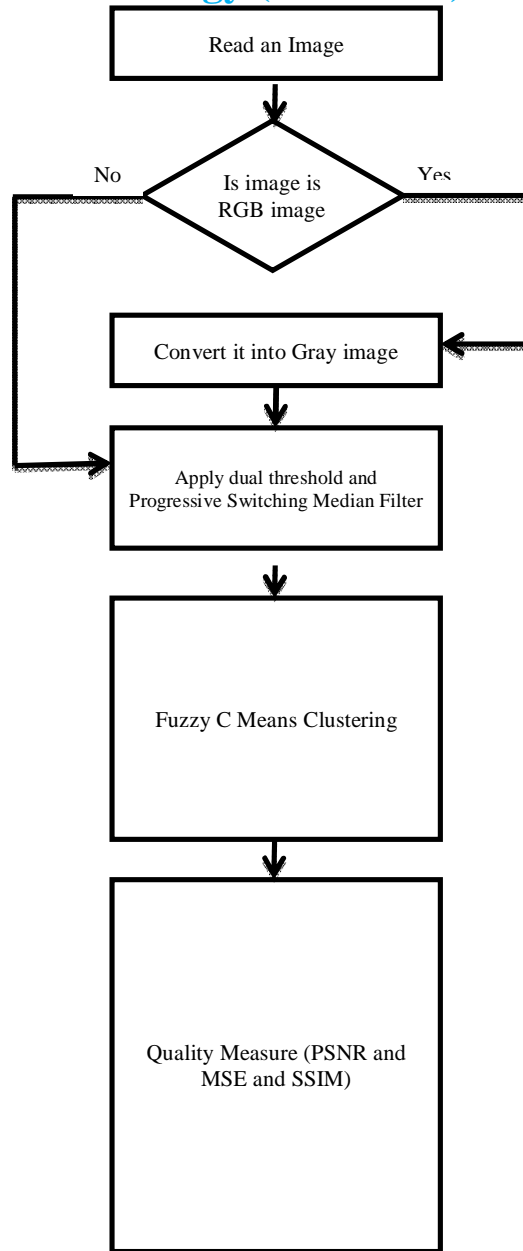 Read an Image
No
Yes
Is image is
RGB image
Convert it into Gray image
Apply dual threshold and
Progressive Switching Median Filter
Fuzzy C Means Clustering
Quality Measure (PSNR and
MSE and SSIM)